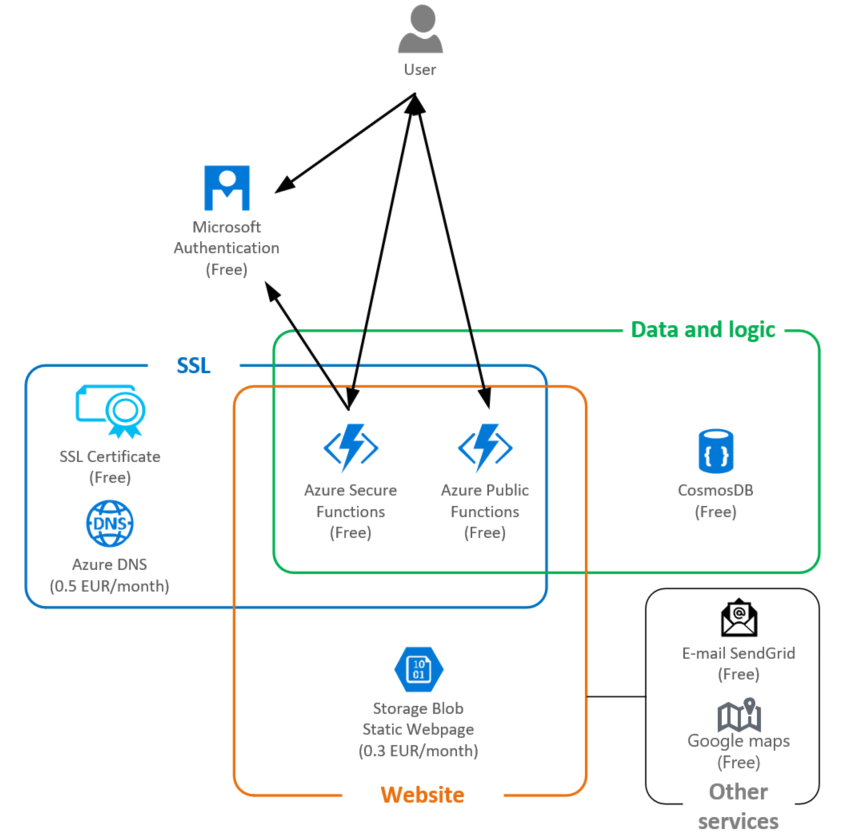 User
Microsoft
Authentication
(Free)
Data and logic
SSL
SSL Certificate
(Free)
DNS
Azure DNS
(0.5 EUR/month)
Azure Secure
Functions
(Free)
Azure Public
Functions
(Free)
{ }
CosmosDB
(Free)
10
01
Storage Blob
Static Webpage
(0.3 EUR/month)
Website
@
E-mail SendGrid
(Free)
Google maps
(Free)
Other
services